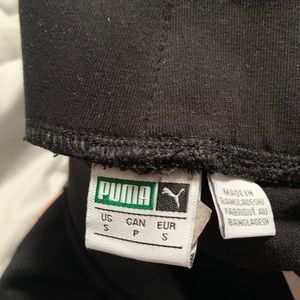 PUMA
US CAN EUR
S P S
MADE IN
BANGLADESH/
FABRIQUÉ AU
BANGLADESH